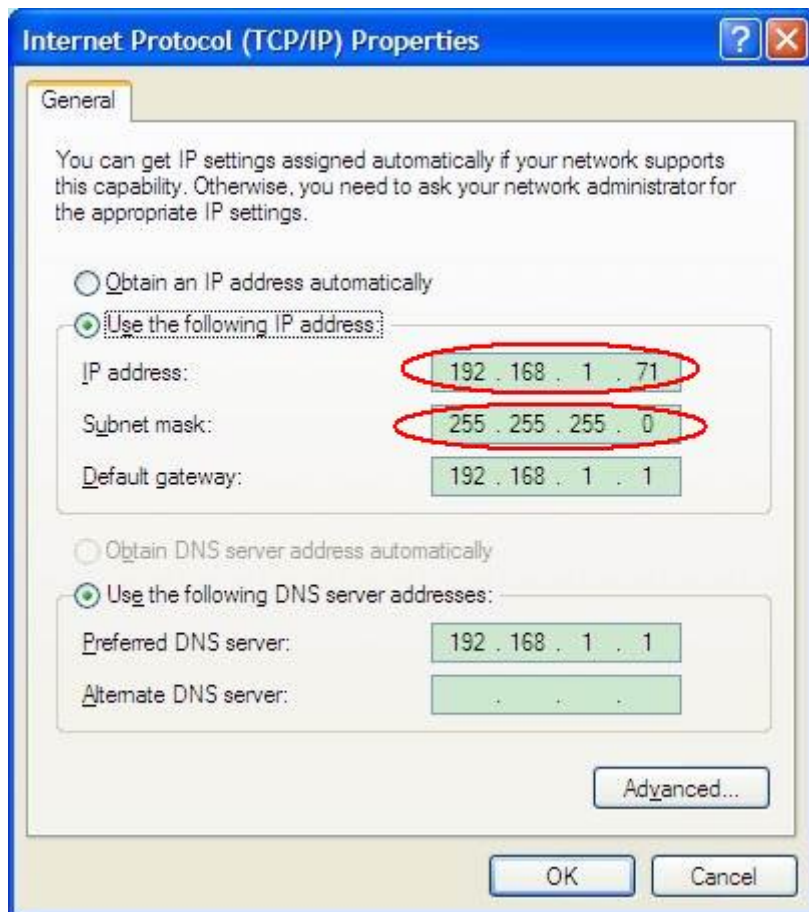 Internet Protocol (TCP/IP) Properties
General
You can get IP settings assigned automatically if your network supports
this capability. Otherwise, you need to ask your network administrator for
the appropriate IP settings.
Obtain an IP address automatically
Use the following IP address:
IP address: 192 . 168 . 1 . 71
Subnet mask: 255 . 255 . 255 . 0
Default gateway: 192 . 168 . 1 . 1
Obtain DNS server address automatically
Use the following DNS server addresses:
Preferred DNS server: 192 . 168 . 1 . 1
Alternate DNS server: . . .
Advanced...
OK Cancel